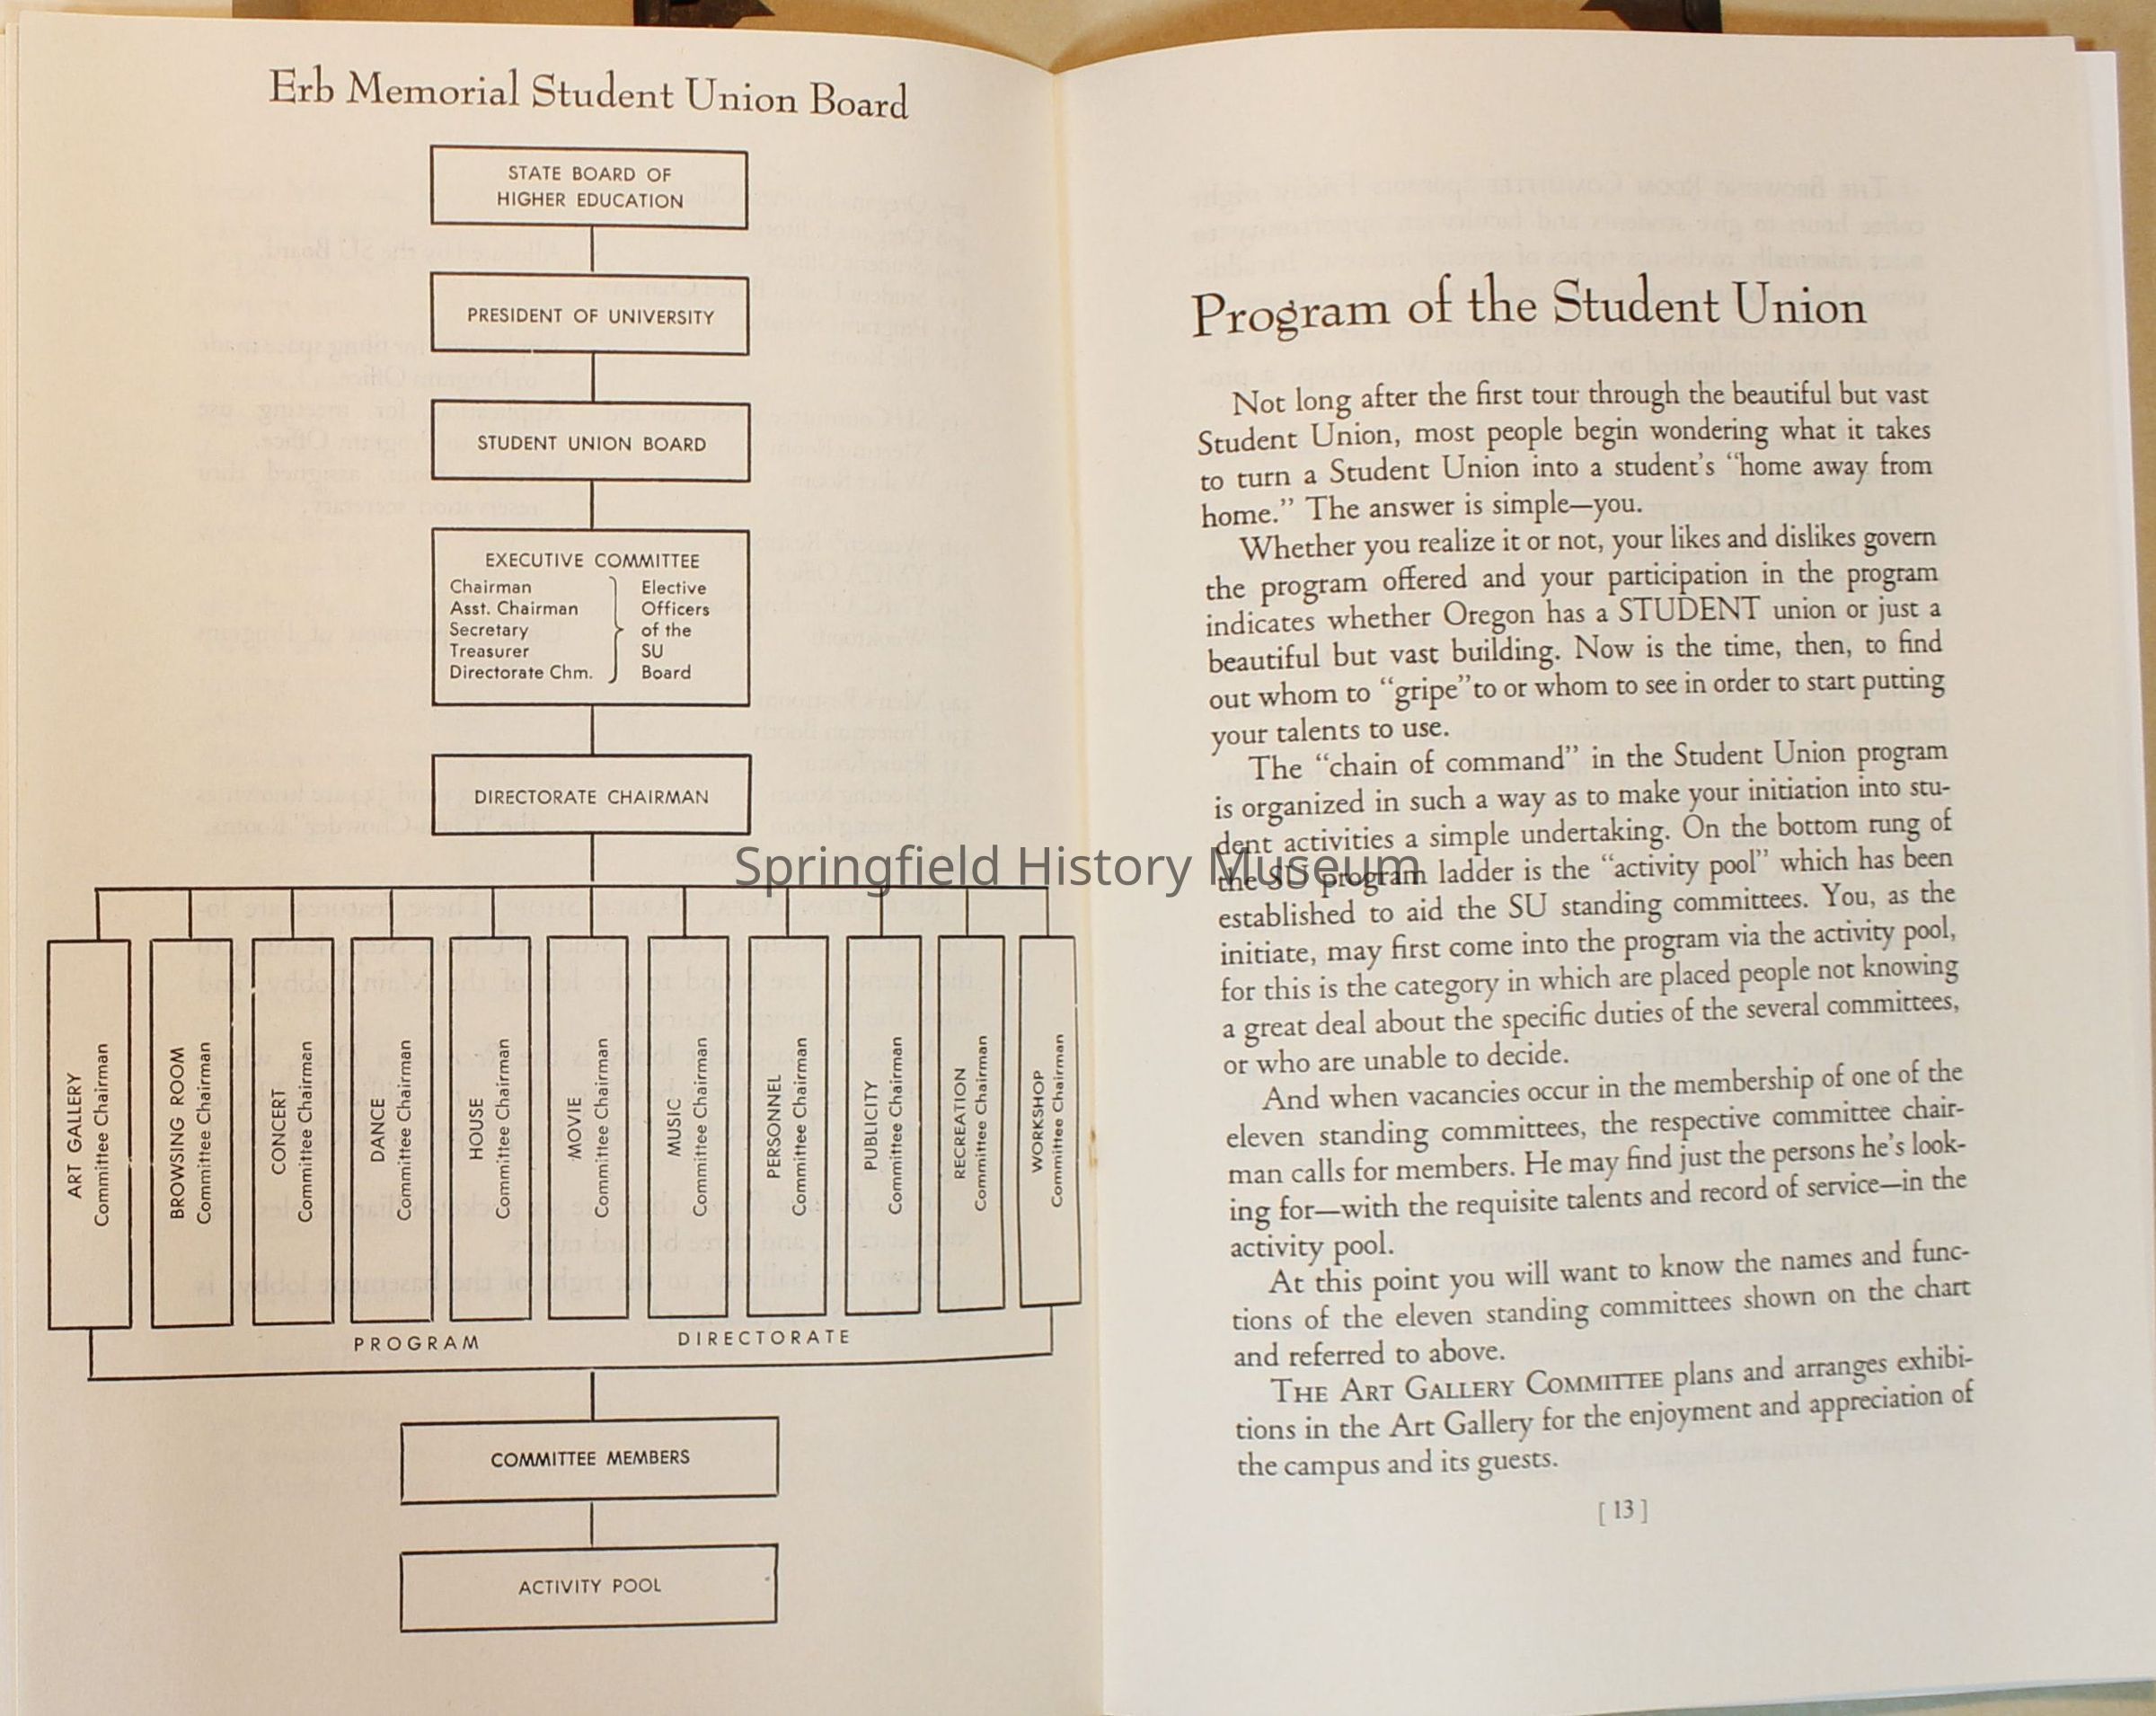 Erb Memorial Student Union Board
STATE BOARD OF
HIGHER EDUCATION
PRESIDENT OF UNIVERSITY
STUDENT UNION BOARD
EXECUTIVE COMMITTEE
Chairman
Asst. Chairman
Secretary
Treasurer
Directorate Chm.
Elective
Officers
of the
SU
Board
DIRECTORATE CHAIRMAN
ART GALLERY
Committee Chairman
BROWSING ROOM
Committee Chairman
CONCERT
Committee Chairman
DANCE
Committee Chairman
HOUSE
Committee Chairman
MOVIE
Committee Chairman
MUSIC
Committee Chairman
PERSONNEL
Committee Chairman
PUBLICITY
Committee Chairman
RECREATION
Committee Chairman
WORKSHOP
Committee Chairman
PROGRAM DIRECTORATE
COMMITTEE MEMBERS
ACTIVITY POOL
Springfield History Museum
Program of the Student Union
Not long after the first tour through the beautiful but vast
Student Union, most people begin wondering what it takes
to turn a Student Union into a student's "home away from
home." The answer is simple—you.
Whether you realize it or not, your likes and dislikes govern
the program offered and your participation in the program
indicates whether Oregon has a STUDENT union or just a
beautiful but vast building. Now is the time, then, to find
out whom to "gripe"to or whom to see in order to start putting
your talents to use.
The "chain of command" in the Student Union program
is organized in such a way as to make your initiation into stu-
dent activities a simple undertaking. On the bottom rung of
the SU program ladder is the "activity pool" which has been
established to aid the SU standing committees. You, as the
initiate, may first come into the program via the activity pool,
for this is the category in which are placed people not knowing
a great deal about the specific duties of the several committees,
or who are unable to decide.
And when vacancies occur in the membership of one of the
eleven standing committees, the respective committee chair-
man calls for members. He may find just the persons he's look-
ing for—with the requisite talents and record of service—in the
activity pool.
At this point you will want to know the names and func-
tions of the eleven standing committees shown on the chart
and referred to above.
THE ART GALLERY COMMITTEE plans and arranges exhibi-
tions in the Art Gallery for the enjoyment and appreciation of
the campus and its guests.
[ 13 ]